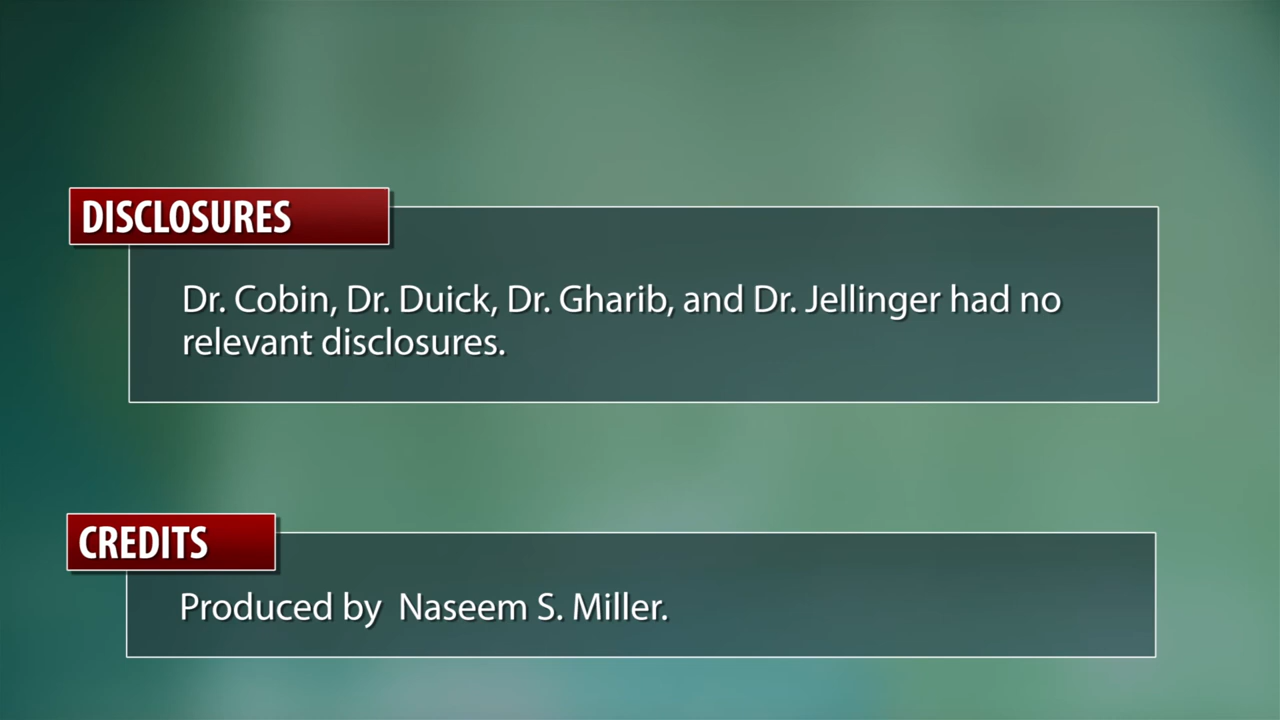 DISCLOSURES
Dr. Cobin, Dr. Duick, Dr. Gharib, and Dr. Jellinger had no
relevant disclosures.
CREDITS
Produced by  Naseem S. Miller.